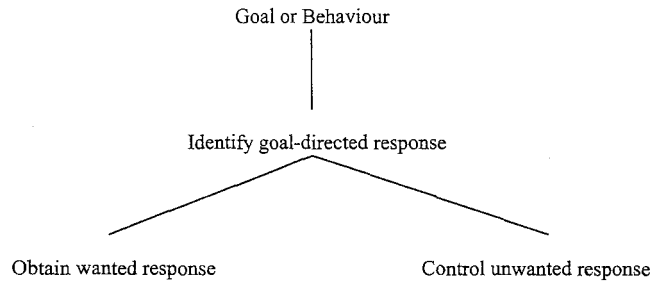 Goal or Behaviour
Identify goal-directed response
Obtain wanted response
Control unwanted response